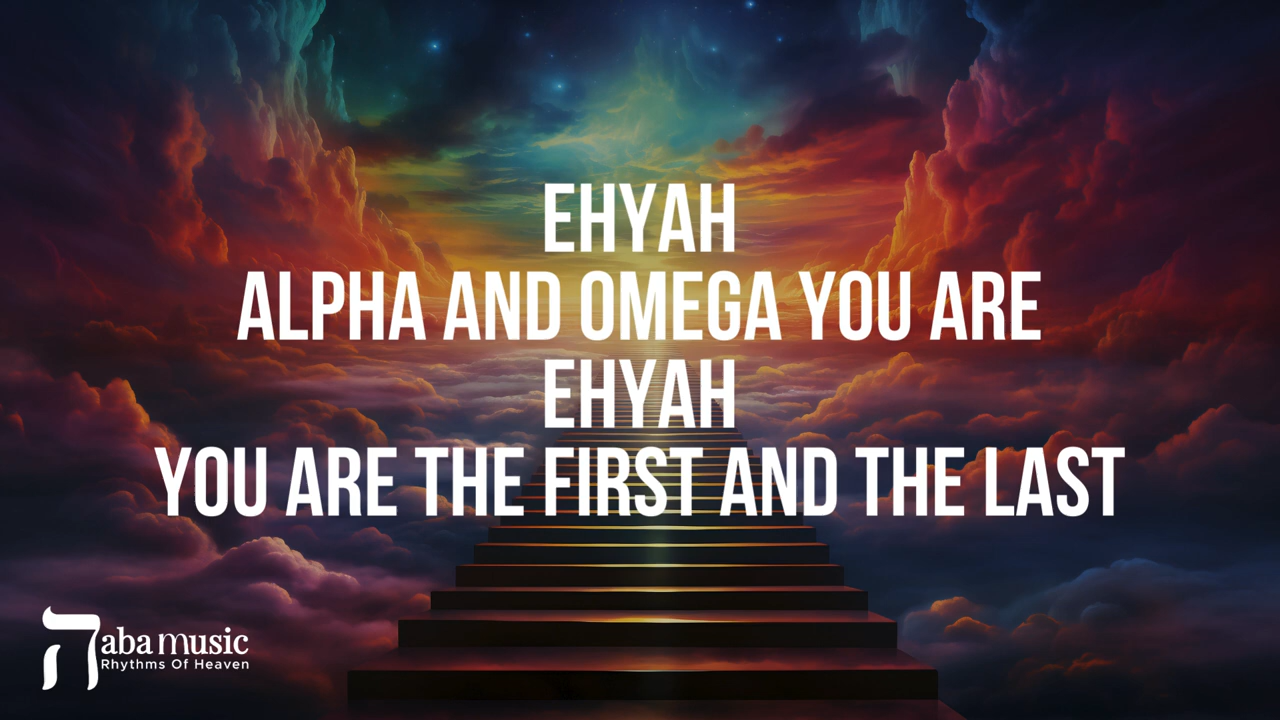 EHYAH
ALPHA AND OMEGA YOU ARE
EHYAH
YOU ARE THE FIRST AND THE LAST
ת aba music
Rhythms Of Heaven